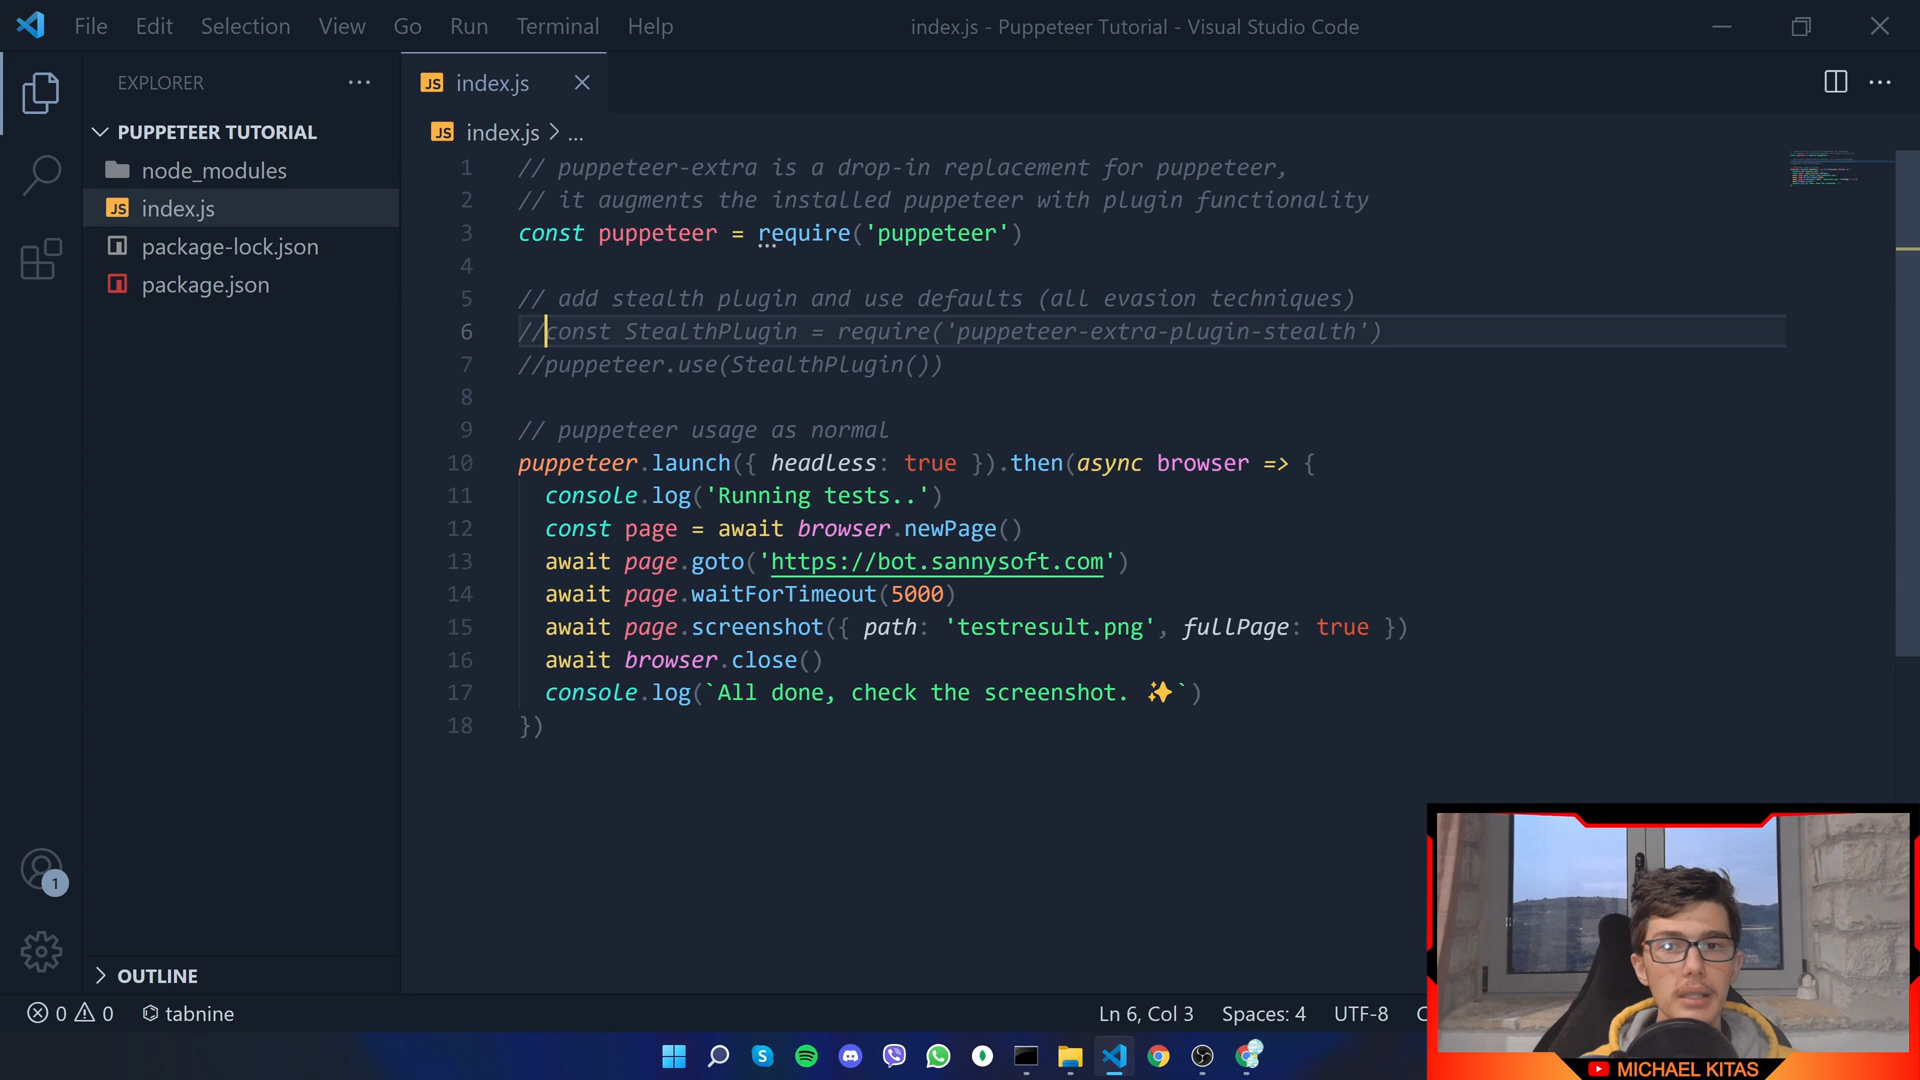 File Edit Selection View Go Run Terminal Help
index.js - Puppeteer Tutorial - Visual Studio Code
EXPLORER
PUPPETEER TUTORIAL
node_modules
JS index.js
package-lock.json
package.json
OUTLINE
JS index.js
JS index.js > ...
1 // puppeteer-extra is a drop-in replacement for puppeteer,
2 // it augments the installed puppeteer with plugin functionality
3 const puppeteer = require('puppeteer')
4
5 // add stealth plugin and use defaults (all evasion techniques)
6 //const StealthPlugin = require('puppeteer-extra-plugin-stealth')
7 //puppeteer.use(StealthPlugin())
8
9 // puppeteer usage as normal
10 puppeteer.launch({ headless: true }).then(async browser => {
11 console.log('Running tests..')
12 const page = await browser.newPage()
13 await page.goto('https://bot.sannysoft.com')
14 await page.waitForTimeout(5000)
15 await page.screenshot({ path: 'testresult.png', fullPage: true })
16 await browser.close()
17 console.log(`All done, check the screenshot. ✨`)
18 })
1
0 0 tabnine
Ln 6, Col 3 Spaces: 4 UTF-8 C
MICHAEL KITAS